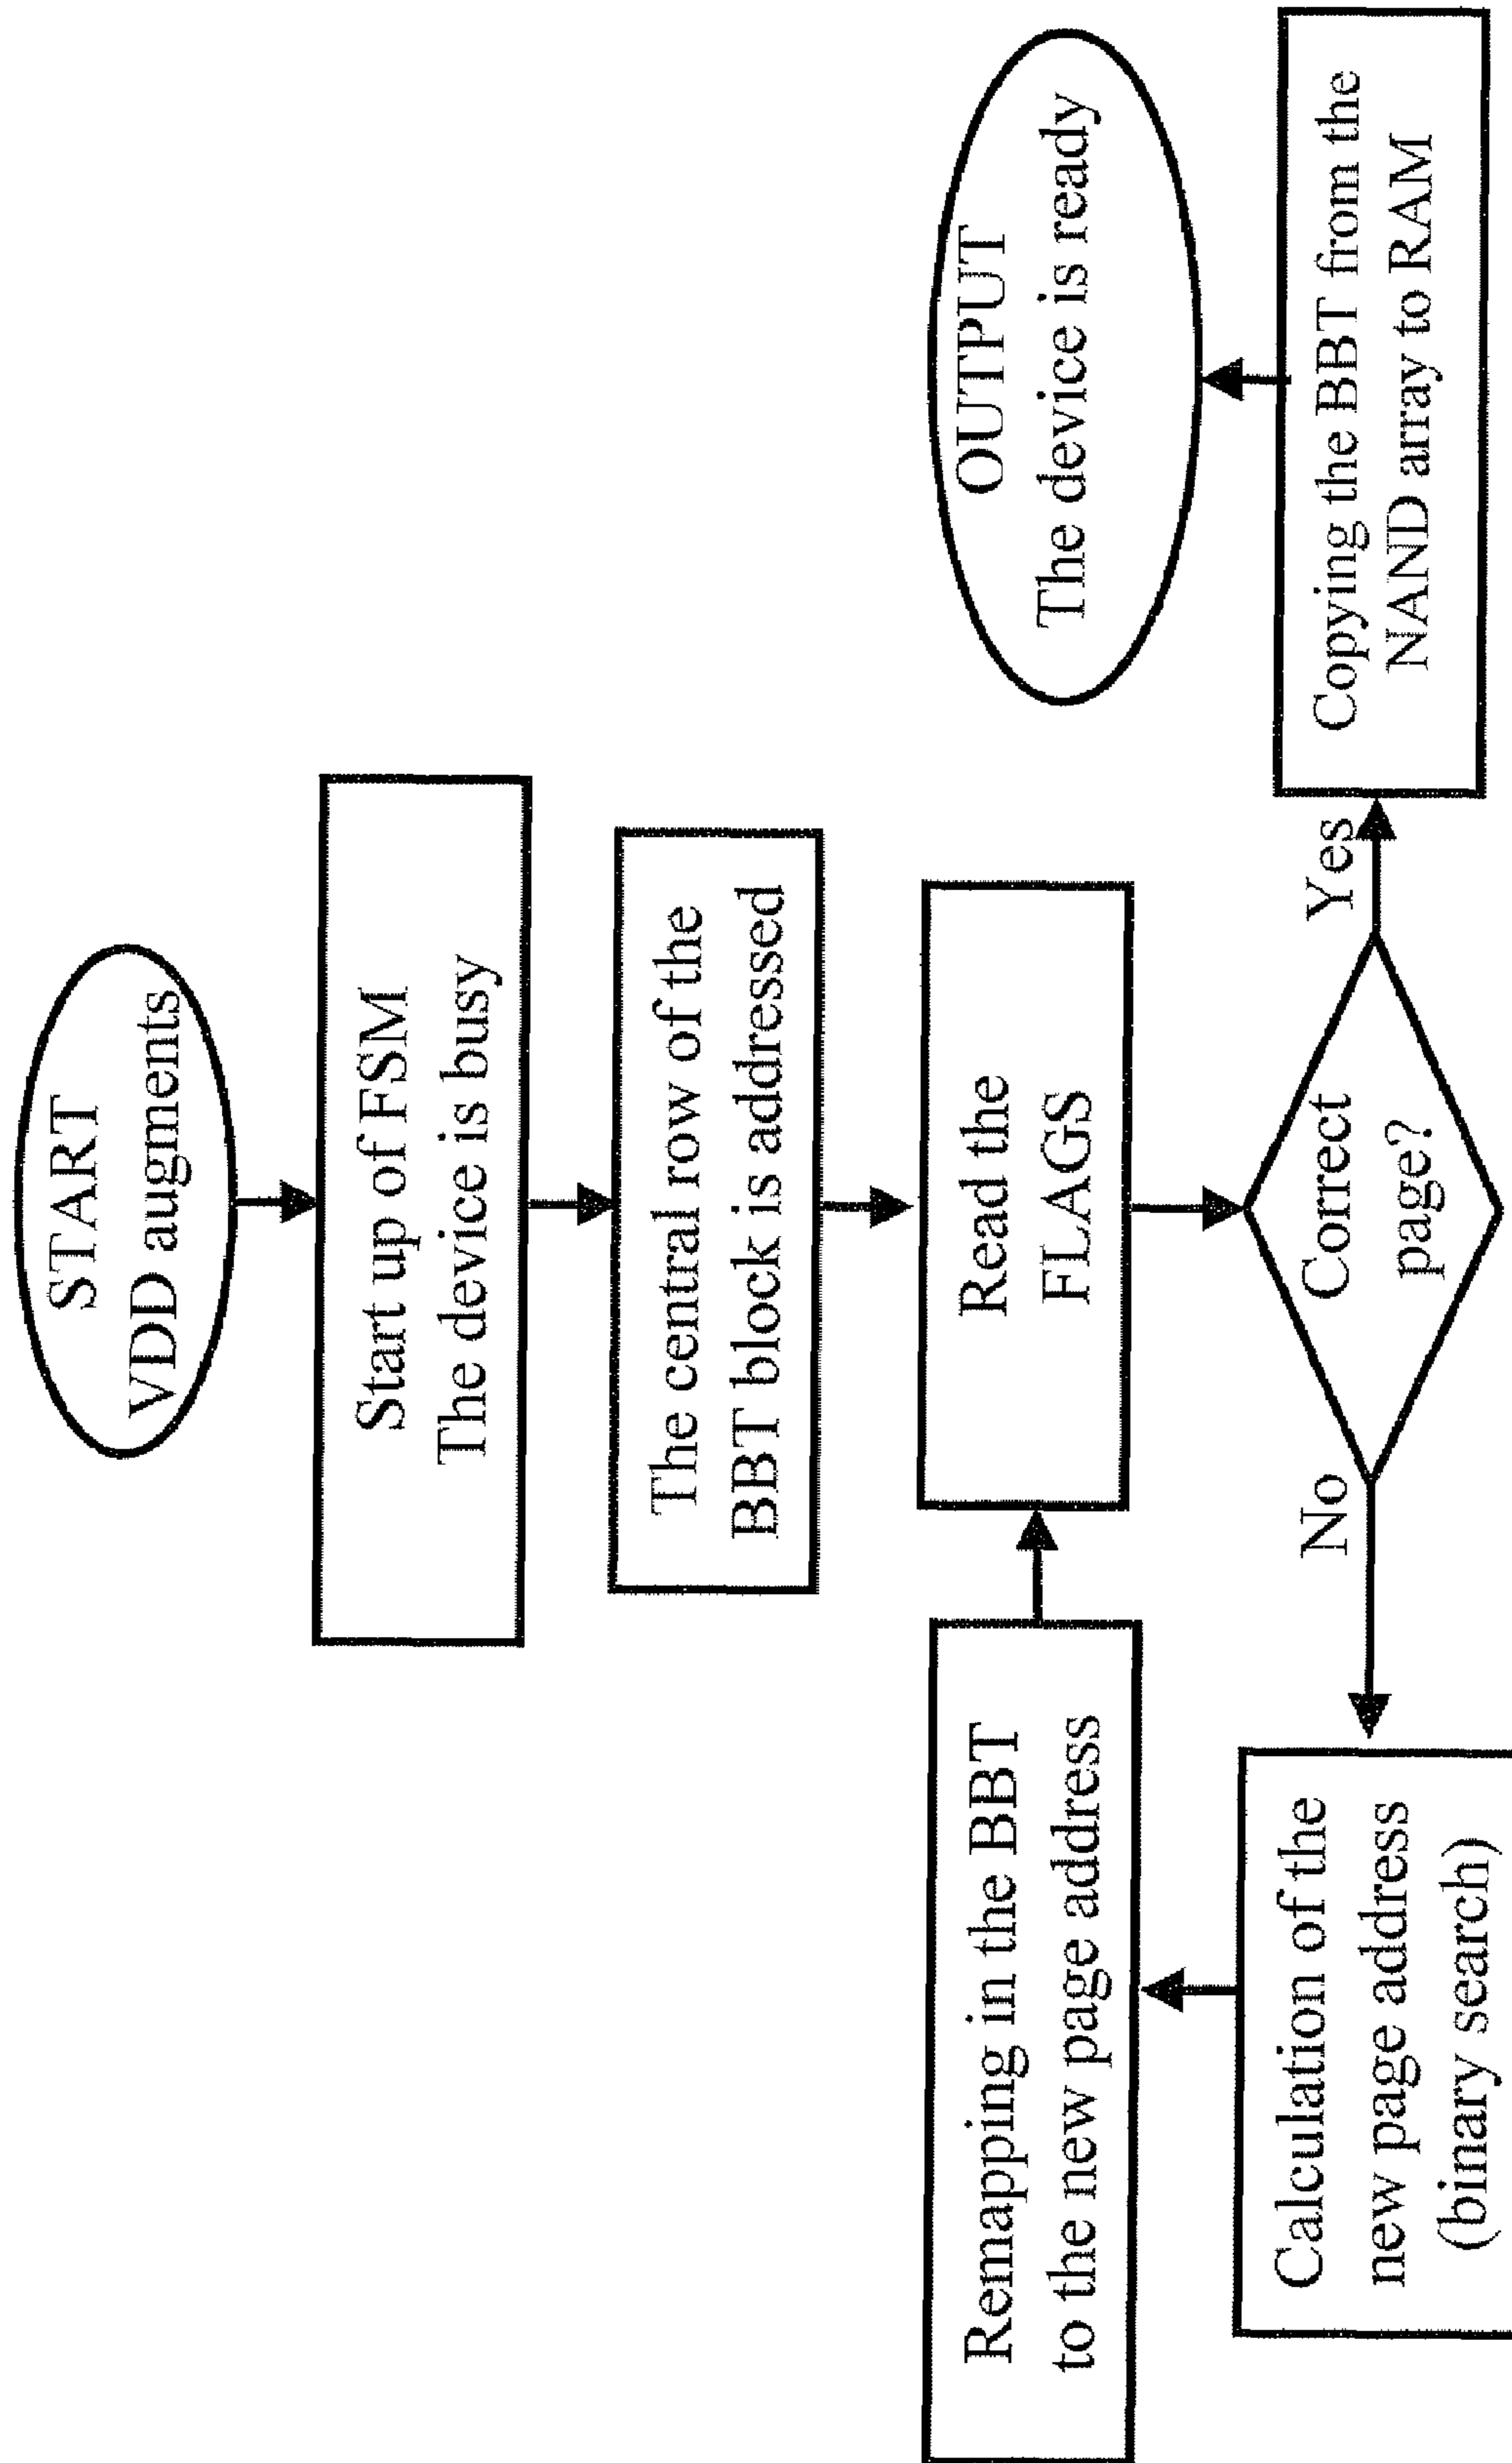 START
VDD augments
Start up of FSM
The device is busy
The central row of the
BBT block is addressed
Read the
FLAGS
Correct
page?
No
Yes
Calculation of the
new page address
(binary search)
Remapping in the BBT
to the new page address
Copying the BBT from the
NAND array to RAM
OUTPUT
The device is ready